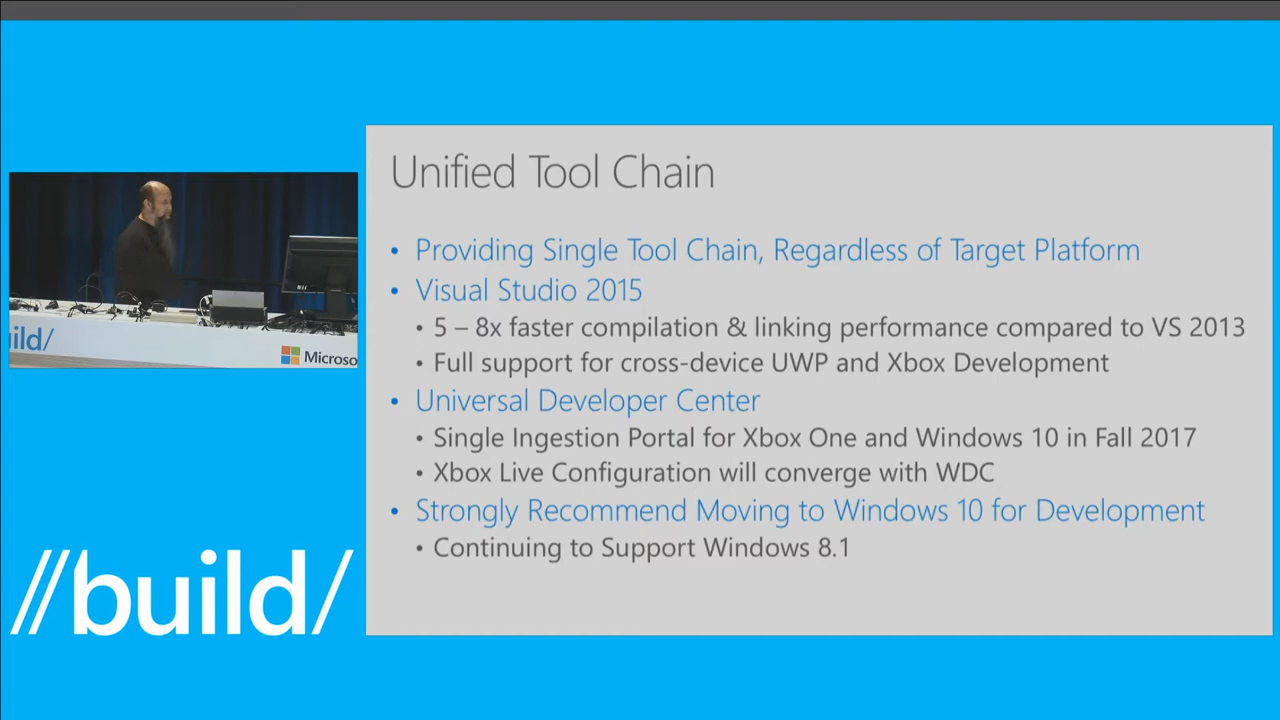 Unified Tool Chain
• Providing Single Tool Chain, Regardless of Target Platform
• Visual Studio 2015
• 5 – 8x faster compilation & linking performance compared to VS 2013
• Full support for cross-device UWP and Xbox Development
• Universal Developer Center
• Single Ingestion Portal for Xbox One and Windows 10 in Fall 2017
• Xbox Live Configuration will converge with WDC
• Strongly Recommend Moving to Windows 10 for Development
• Continuing to Support Windows 8.1
uild/
Microso
//build/